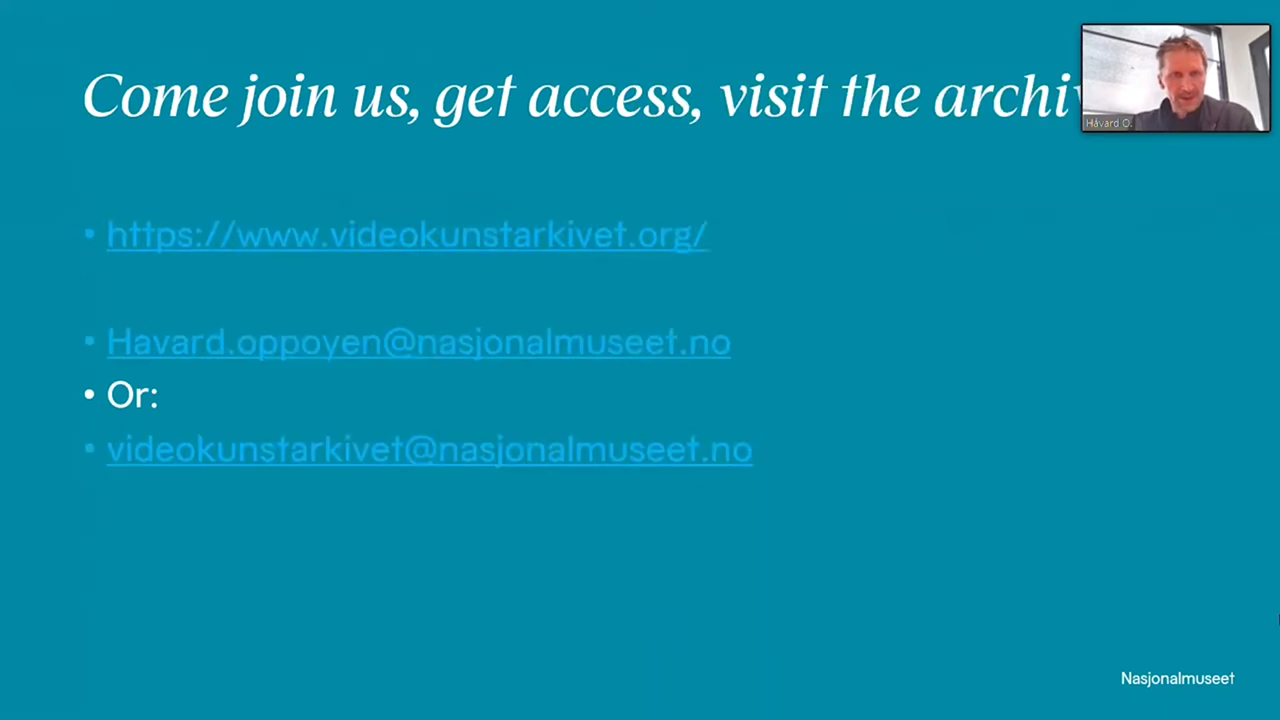 Come join us, get access, visit the archiv
Håvard O.
• https://www.videokunstarkivet.org/
• Havard.oppoyen@nasjonalmuseet.no
• Or:
• videokunstarkivet@nasjonalmuseet.no
Nasjonalmuseet